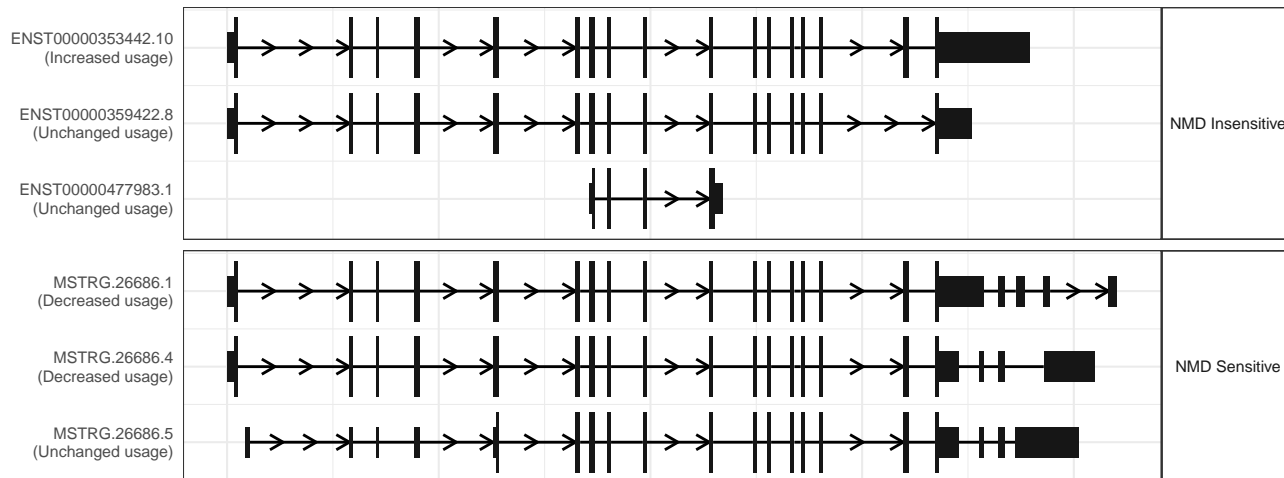 ENST00000353442.10
(Increased usage)
ENST00000359422.8
(Unchanged usage)
NMD Insensitive
ENST00000477983.1
(Unchanged usage)
MSTRG.26686.1
(Decreased usage)
MSTRG.26686.4
(Decreased usage)
NMD Sensitive
MSTRG.26686.5
(Unchanged usage)